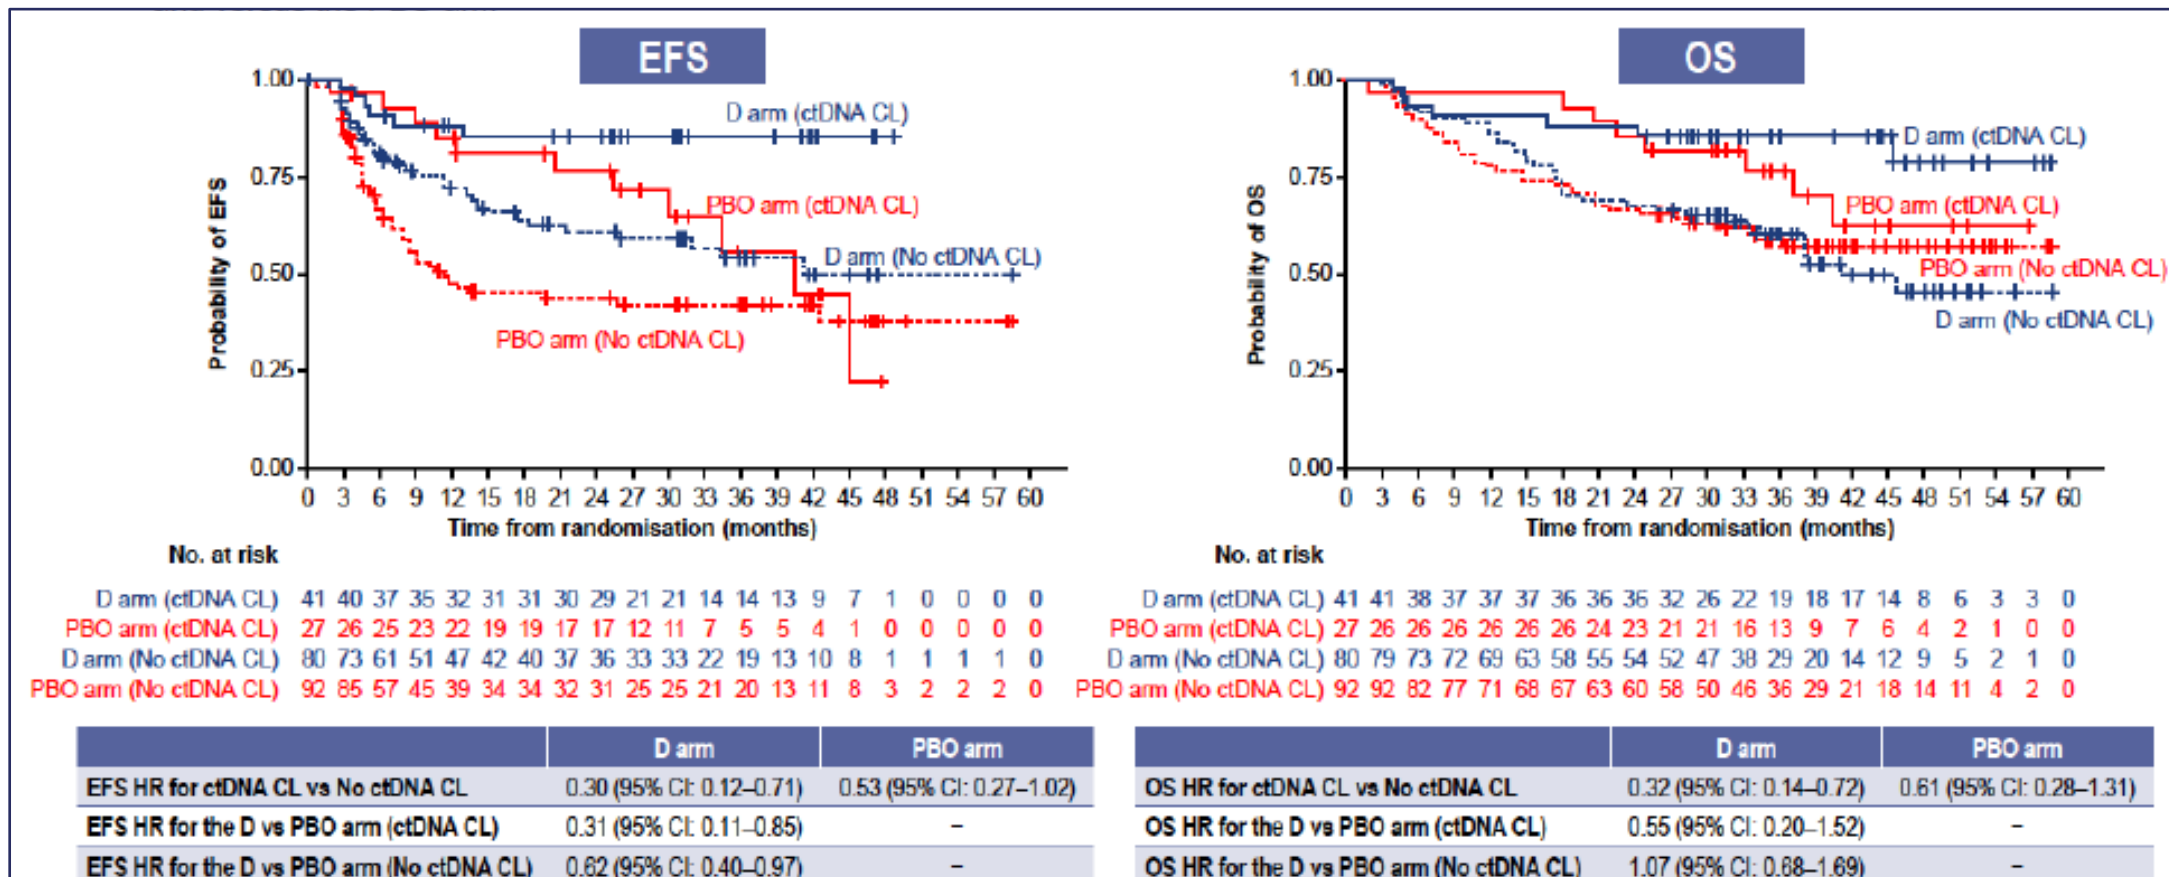 EFS
1.00
0.75
0.50
0.25
0.00
Probability of EFS
D arm (ctDNA CL)
PBO arm (ctDNA CL)
D arm (No ctDNA CL)
PBO arm (No ctDNA CL)
0 3 6 9 12 15 18 21 24 27 30 33 36 39 42 45 48 51 54 57 60
Time from randomisation (months)
No. at risk
D arm (ctDNA CL) 41 40 37 35 32 31 31 30 29 21 21 14 14 13 9 7 1 0 0 0 0
PBO arm (ctDNA CL) 27 26 25 23 22 19 19 17 17 12 11 7 5 5 4 1 0 0 0 0 0
D arm (No ctDNA CL) 80 73 61 51 47 42 40 37 36 33 33 22 19 13 10 8 1 1 1 1 0
PBO arm (No ctDNA CL) 92 85 57 45 39 34 34 32 31 25 25 21 20 13 11 8 3 2 2 2 0
D arm PBO arm
EFS HR for ctDNA CL vs No ctDNA CL 0.30 (95% CI: 0.12–0.71) 0.53 (95% CI: 0.27–1.02)
EFS HR for the D vs PBO arm (ctDNA CL) 0.31 (95% CI: 0.11–0.85) –
EFS HR for the D vs PBO arm (No ctDNA CL) 0.62 (95% CI: 0.40–0.97) –
OS
1.00
0.75
0.50
0.25
0.00
Probability of OS
D arm (ctDNA CL)
PBO arm (ctDNA CL)
PBO arm (No ctDNA CL)
D arm (No ctDNA CL)
0 3 6 9 12 15 18 21 24 27 30 33 36 39 42 45 48 51 54 57 60
Time from randomisation (months)
No. at risk
D arm (ctDNA CL) 41 41 38 37 37 37 36 36 36 32 26 22 19 18 17 14 8 6 3 3 0
PBO arm (ctDNA CL) 27 26 26 26 26 26 26 24 23 21 21 16 13 9 7 6 4 2 1 0 0
D arm (No ctDNA CL) 80 79 73 72 69 63 58 55 54 52 47 38 29 20 14 12 9 5 2 1 0
PBO arm (No ctDNA CL) 92 92 82 77 71 68 67 63 60 58 50 46 36 29 21 18 14 11 4 2 0
D arm PBO arm
OS HR for ctDNA CL vs No ctDNA CL 0.32 (95% CI: 0.14–0.72) 0.61 (95% CI: 0.28–1.31)
OS HR for the D vs PBO arm (ctDNA CL) 0.55 (95% CI: 0.20–1.52) –
OS HR for the D vs PBO arm (No ctDNA CL) 1.07 (95% CI: 0.68–1.69) –